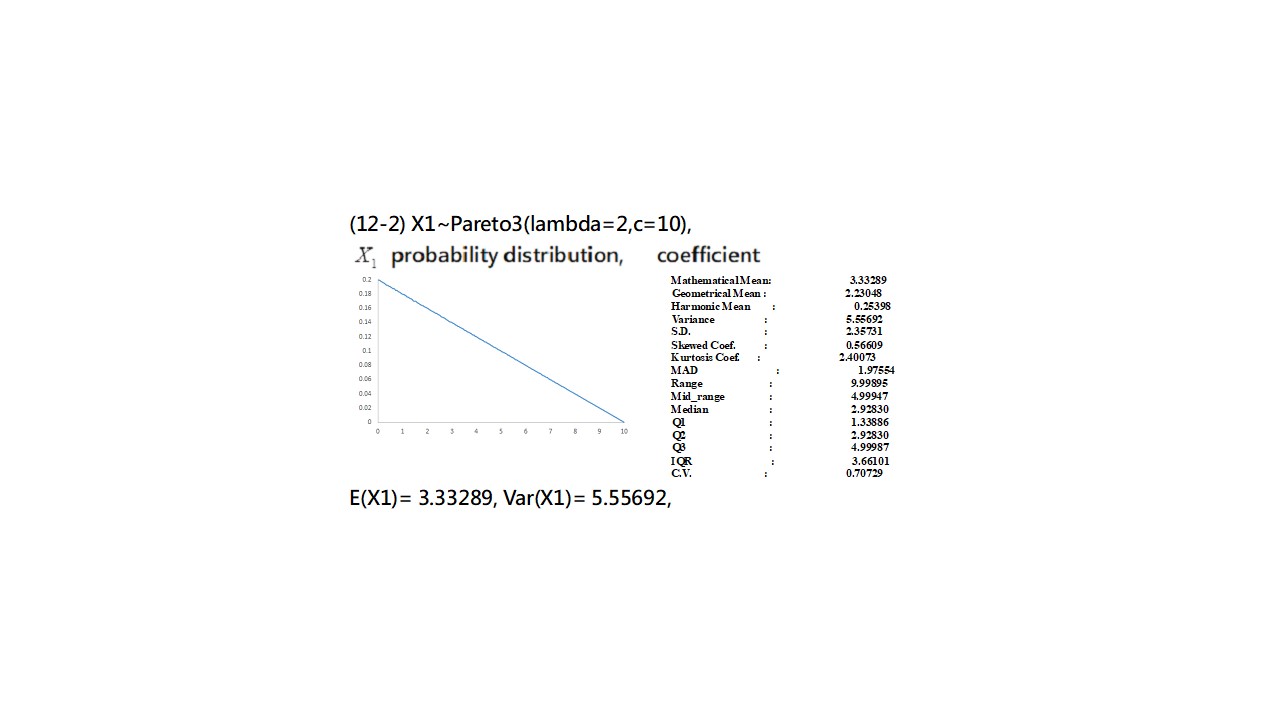 (12-2) X1~Pareto3(lambda=2,c=10),
X1 probability distribution, coefficient
0.2
0.18
0.16
0.14
0.12
0.1
0.08
0.06
0.04
0.02
0
0 1 2 3 4 5 6 7 8 9 10
Mathematical Mean: 3.33289
Geometrical Mean : 2.23048
Harmonic Mean : 0.25398
Variance : 5.55692
S.D. : 2.35731
Skewed Coef. : 0.56609
Kurtosis Coef. : 2.40073
MAD : 1.97554
Range : 9.99895
Mid_range : 4.99947
Median : 2.92830
Q1 : 1.33886
Q2 : 2.92830
Q3 : 4.99987
IQR : 3.66101
C.V. : 0.70729
E(X1)= 3.33289, Var(X1)= 5.55692,